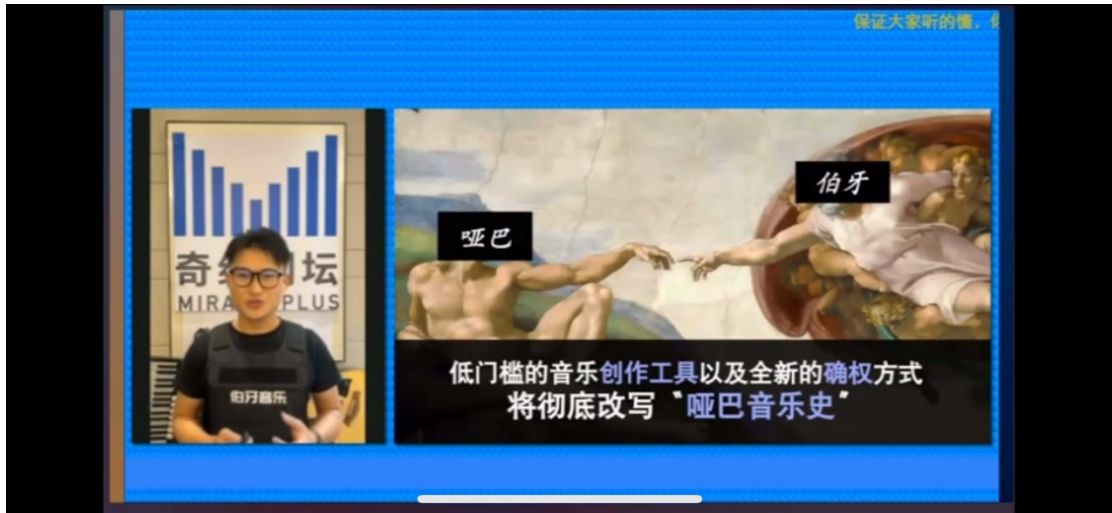 保证大家听的懂，
奇绩 坛
MIRA PLUS
伯牙音乐
哑巴
伯牙
低门槛的音乐创作工具以及全新的确权方式
将彻底改写“哑巴音乐史”